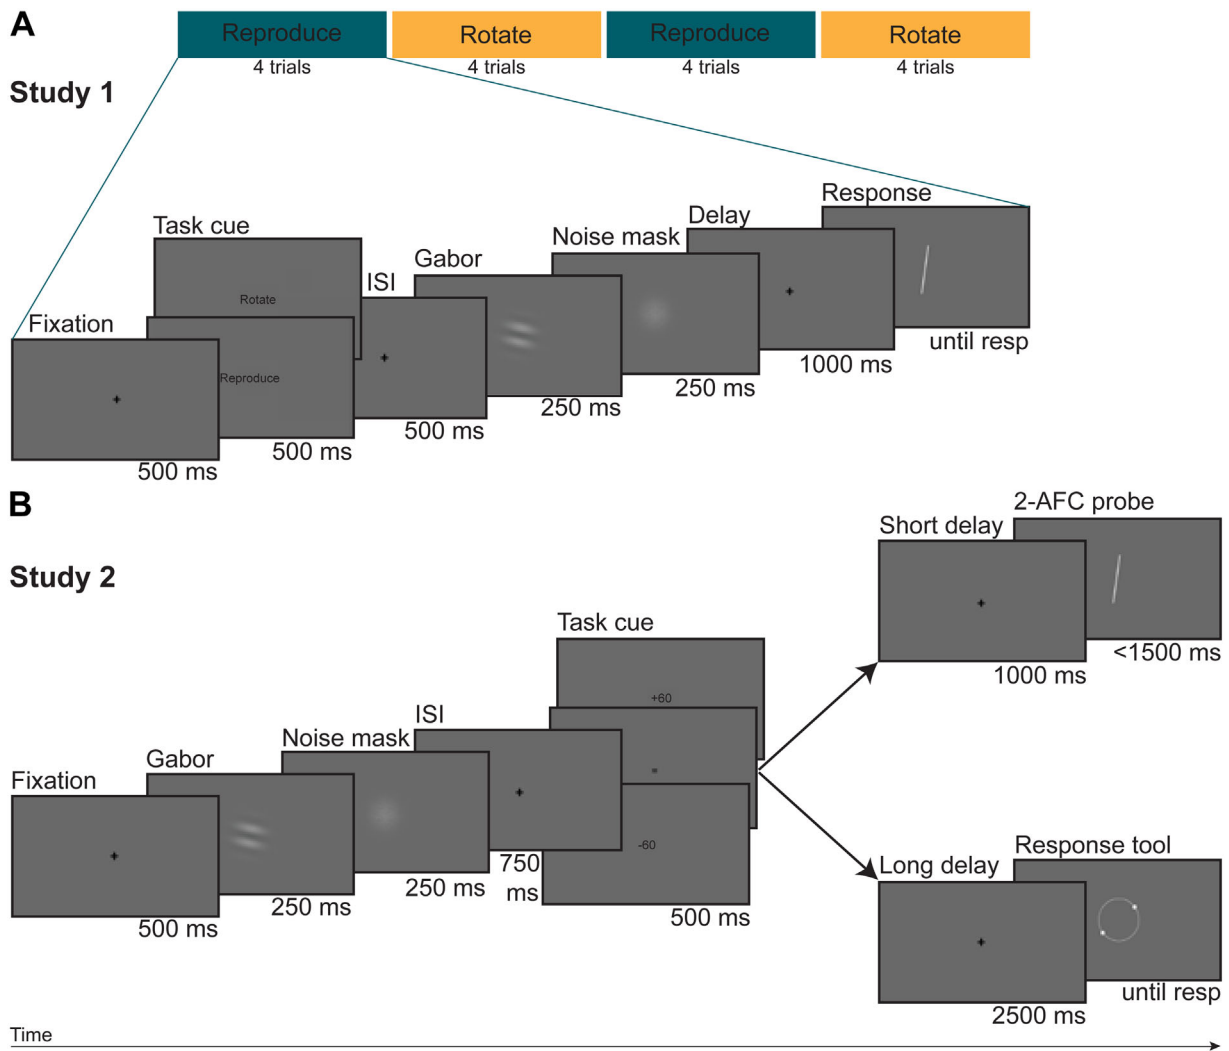 A
Reproduce
Rotate
Reproduce
Rotate
4 trials
4 trials
4 trials
4 trials
Study 1
Fixation
500 ms
Task cue
Rotate
Reproduce
500 ms
ISI
500 ms
Gabor
250 ms
Noise mask
250 ms
Delay
1000 ms
Response
until resp
B
Study 2
Fixation
500 ms
Gabor
250 ms
Noise mask
250 ms
ISI
750
ms
Task cue
+60
=
-60
500 ms
Short delay
1000 ms
2-AFC probe
<1500 ms
Long delay
2500 ms
Response tool
until resp
Time